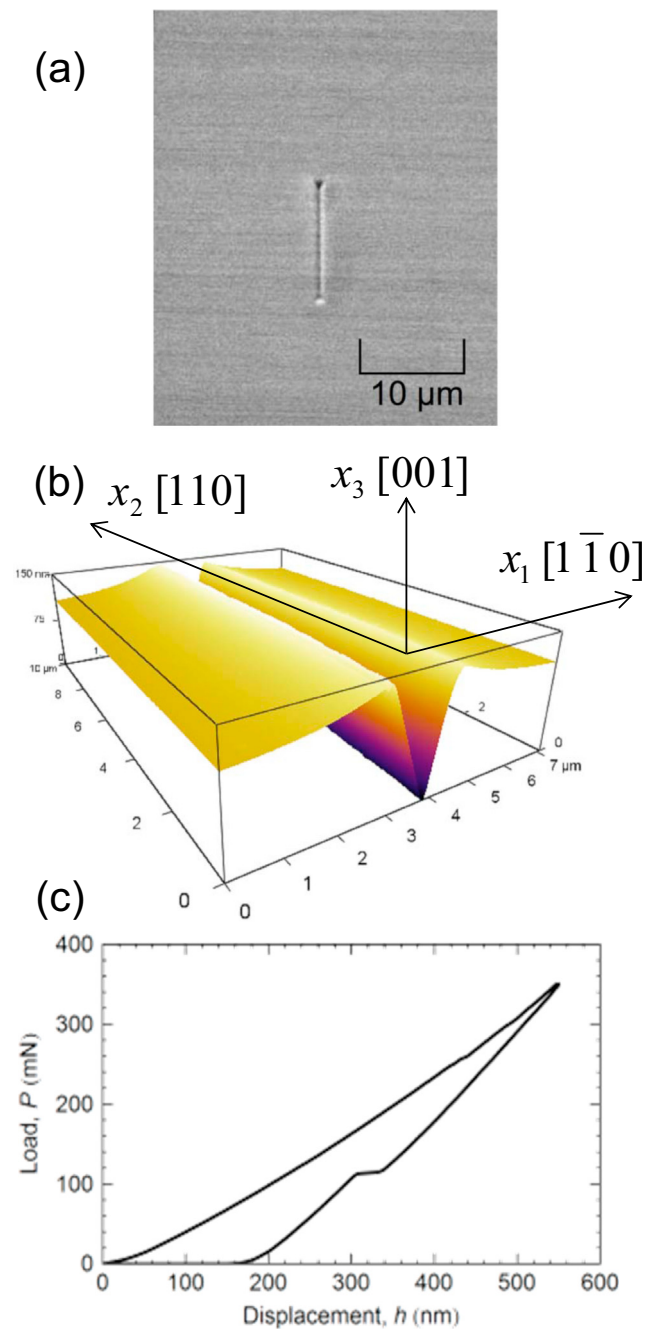 (a)
10 μm
(b)
x₂ [110]
x₃ [001]
x₁ [1 1̅ 0]
150 nm
75
0
1
10 μm
8
6
4
2
0
0
1
2
3
4
5
6
7 μm
2
0
(c)
400
300
200
100
0
Load, P (mN)
0 100 200 300 400 500 600
Displacement, h (nm)